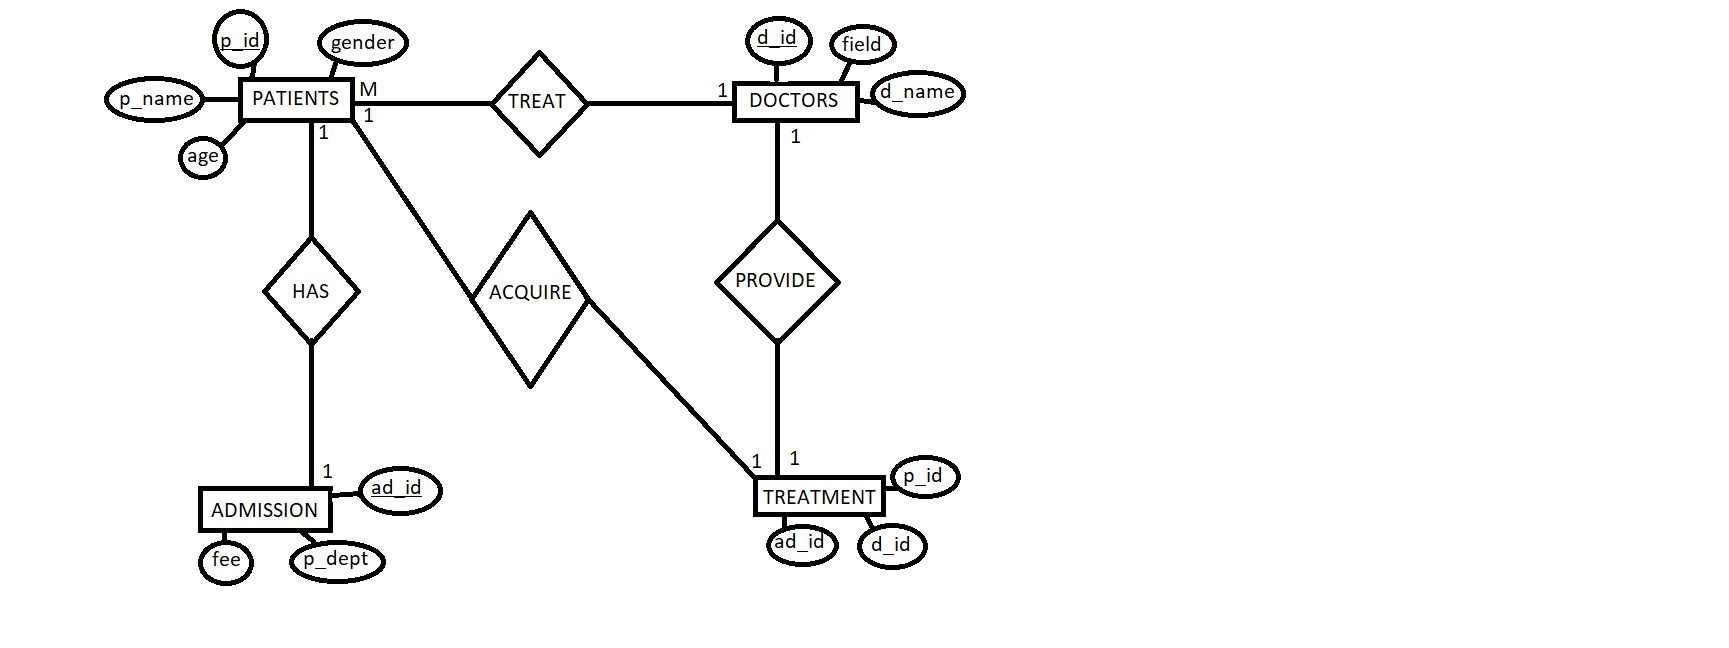 p_id
gender
d_id
field
p_name
PATIENTS
M
TREAT
1
DOCTORS
d_name
1
1
1
age
HAS
ACQUIRE
PROVIDE
1
1
1
ad_id
p_id
ADMISSION
TREATMENT
fee
p_dept
ad_id
d_id